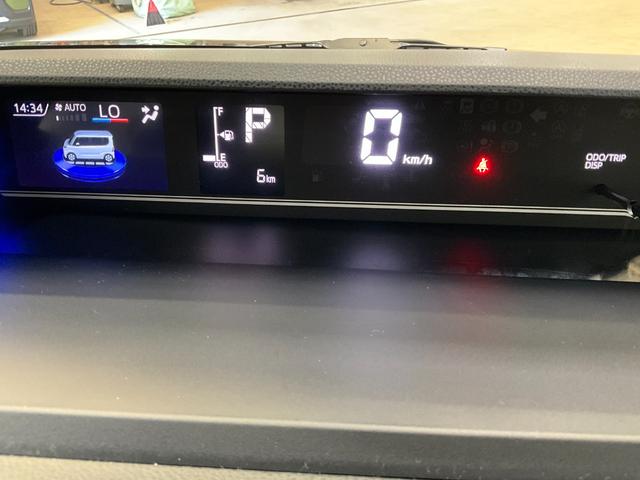 14:34/ AUTO LO
F
P
E
ODO
6km
0 km/h
ODO/TRIP
DISP